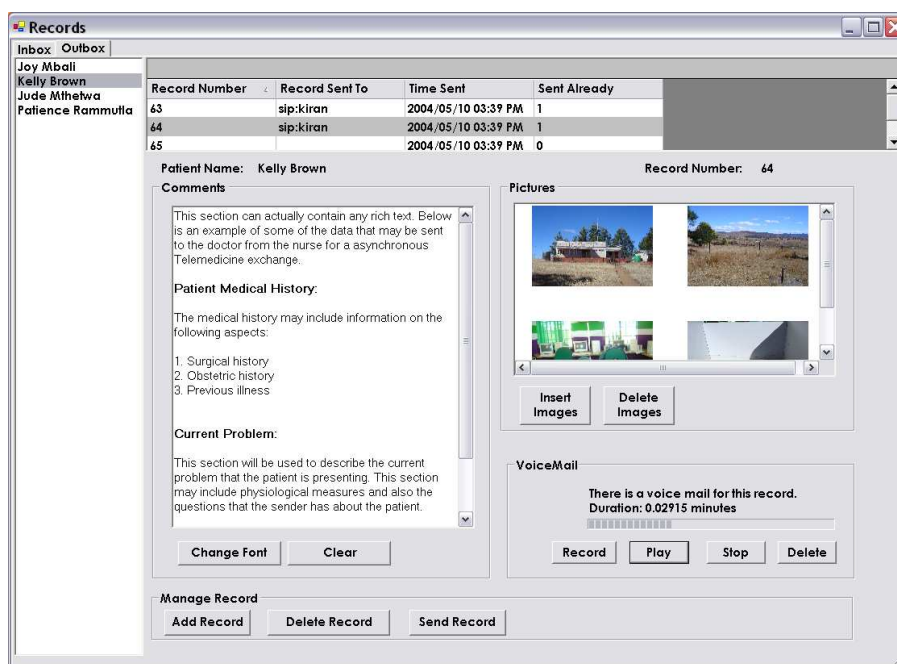 Records
Inbox Outbox
Joy Mbali
Kelly Brown
Jude Mthetwa
Patience Rammutla
Record Number Record Sent To Time Sent Sent Already
63 sip:kiran 2004/05/10 03:39 PM 1
64 sip:kiran 2004/05/10 03:39 PM 1
65 2004/05/10 03:39 PM 0
Patient Name: Kelly Brown Record Number: 64
Comments
This section can actually contain any rich text. Below
is an example of some of the data that may be sent
to the doctor from the nurse for a asynchronous
Telemedicine exchange.
Patient Medical History:
The medical history may include information on the
following aspects:
1. Surgical history
2. Obstetric history
3. Previous illness
Current Problem:
This section will be used to describe the current
problem that the patient is presenting. This section
may include physiological measures and also the
questions that the sender has about the patient.
Change Font Clear
Pictures
Insert
Images
Delete
Images
VoiceMail
There is a voice mail for this record.
Duration: 0.02915 minutes
Record Play Stop Delete
Manage Record
Add Record Delete Record Send Record